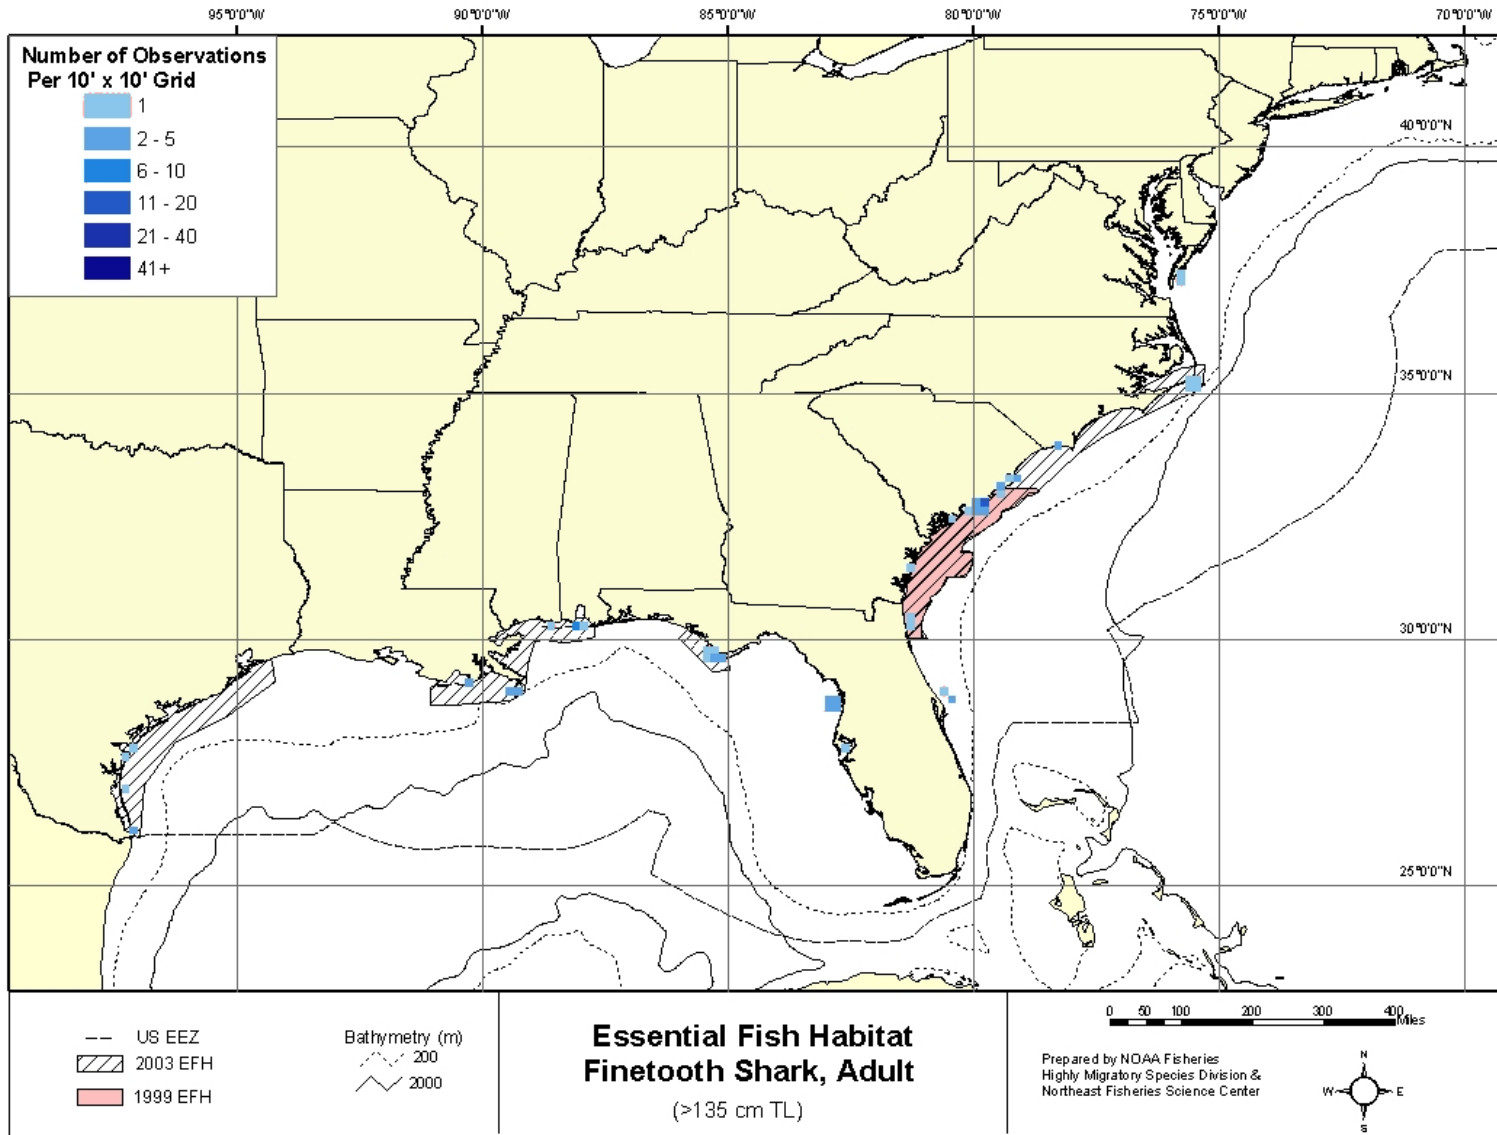 95°0'0"W 90°0'0"W 85°0'0"W 80°0'0"W 75°0'0"W 70°0'0"W
Number of Observations
Per 10' x 10' Grid
1
2 - 5
6 - 10
11 - 20
21 - 40
41+
40°0'0"N
35°0'0"N
30°0'0"N
25°0'0"N
US EEZ
2003 EFH
1999 EFH
Bathymetry (m)
200
2000
Essential Fish Habitat
Finetooth Shark, Adult
(>135 cm TL)
0 50 100 200 300 400
Miles
Prepared by NOAA Fisheries
Highly Migratory Species Division &
Northeast Fisheries Science Center
N
W E
S